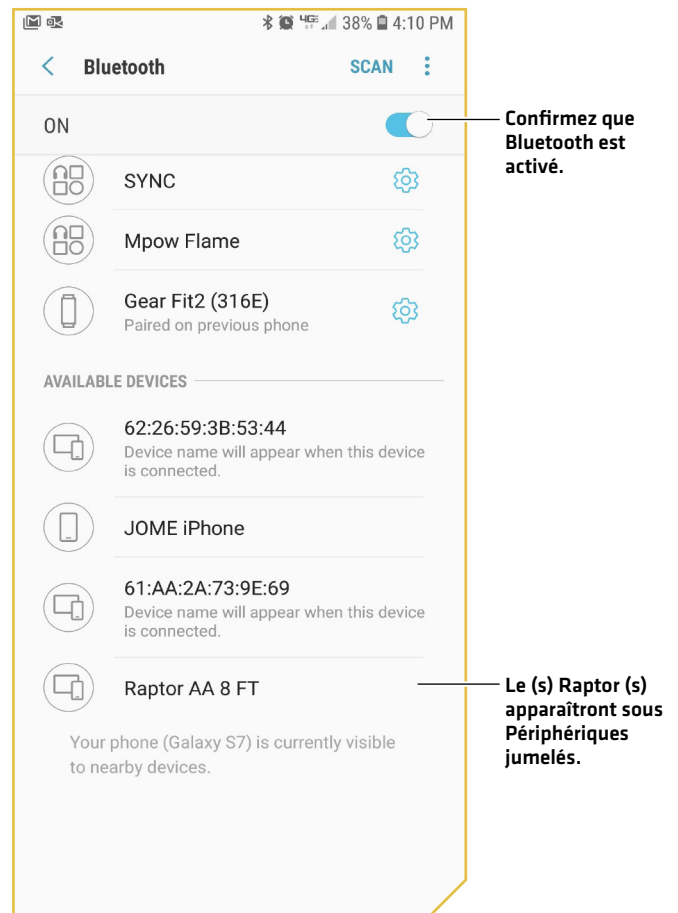 4GE 38% 4:10 PM
Bluetooth SCAN
ON
Confirmez que
Bluetooth est
activé.
SYNC
Mpow Flame
Gear Fit2 (316E)
Paired on previous phone
AVAILABLE DEVICES
62:26:59:3B:53:44
Device name will appear when this device
is connected.
JOME iPhone
61:AA:2A:73:9E:69
Device name will appear when this device
is connected.
Raptor AA 8 FT
Le (s) Raptor (s)
apparaîtront sous
Périphériques
jumelés.
Your phone (Galaxy S7) is currently visible
to nearby devices.